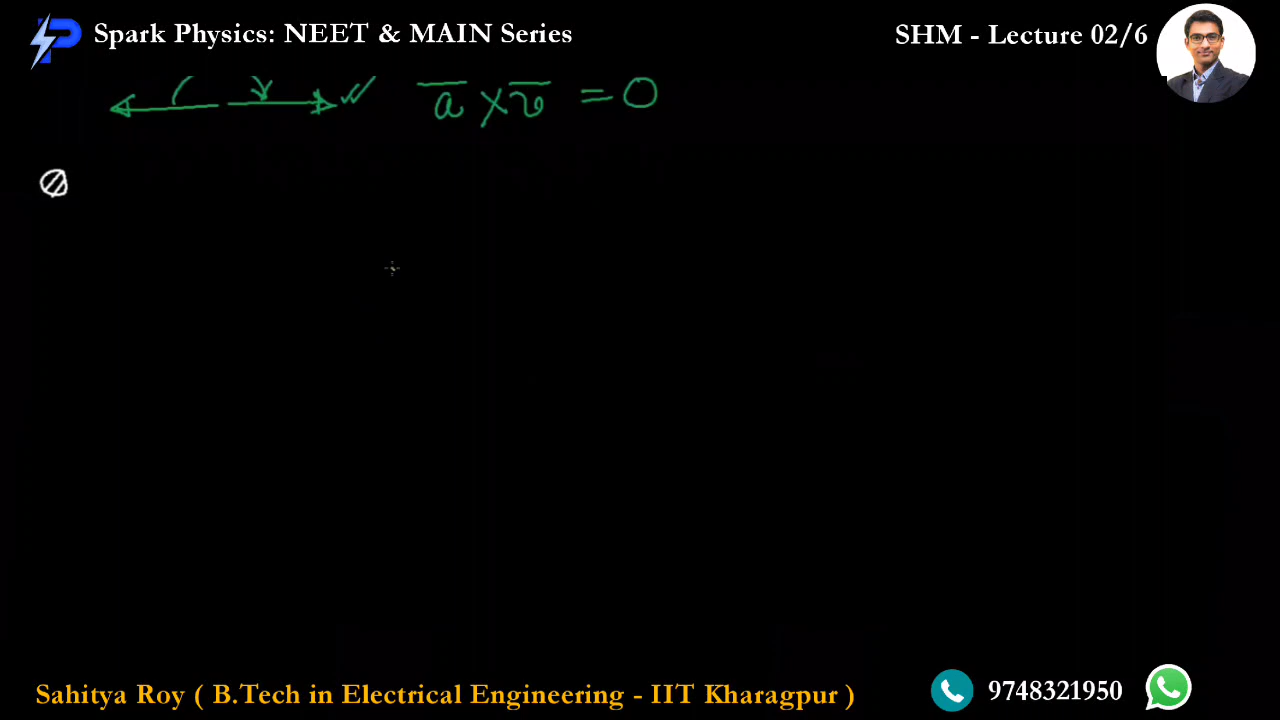 Spark Physics: NEET & MAIN Series
SHM - Lecture 02/6
a̅ × v̅ = 0
Sahitya Roy ( B.Tech in Electrical Engineering - IIT Kharagpur )
9748321950